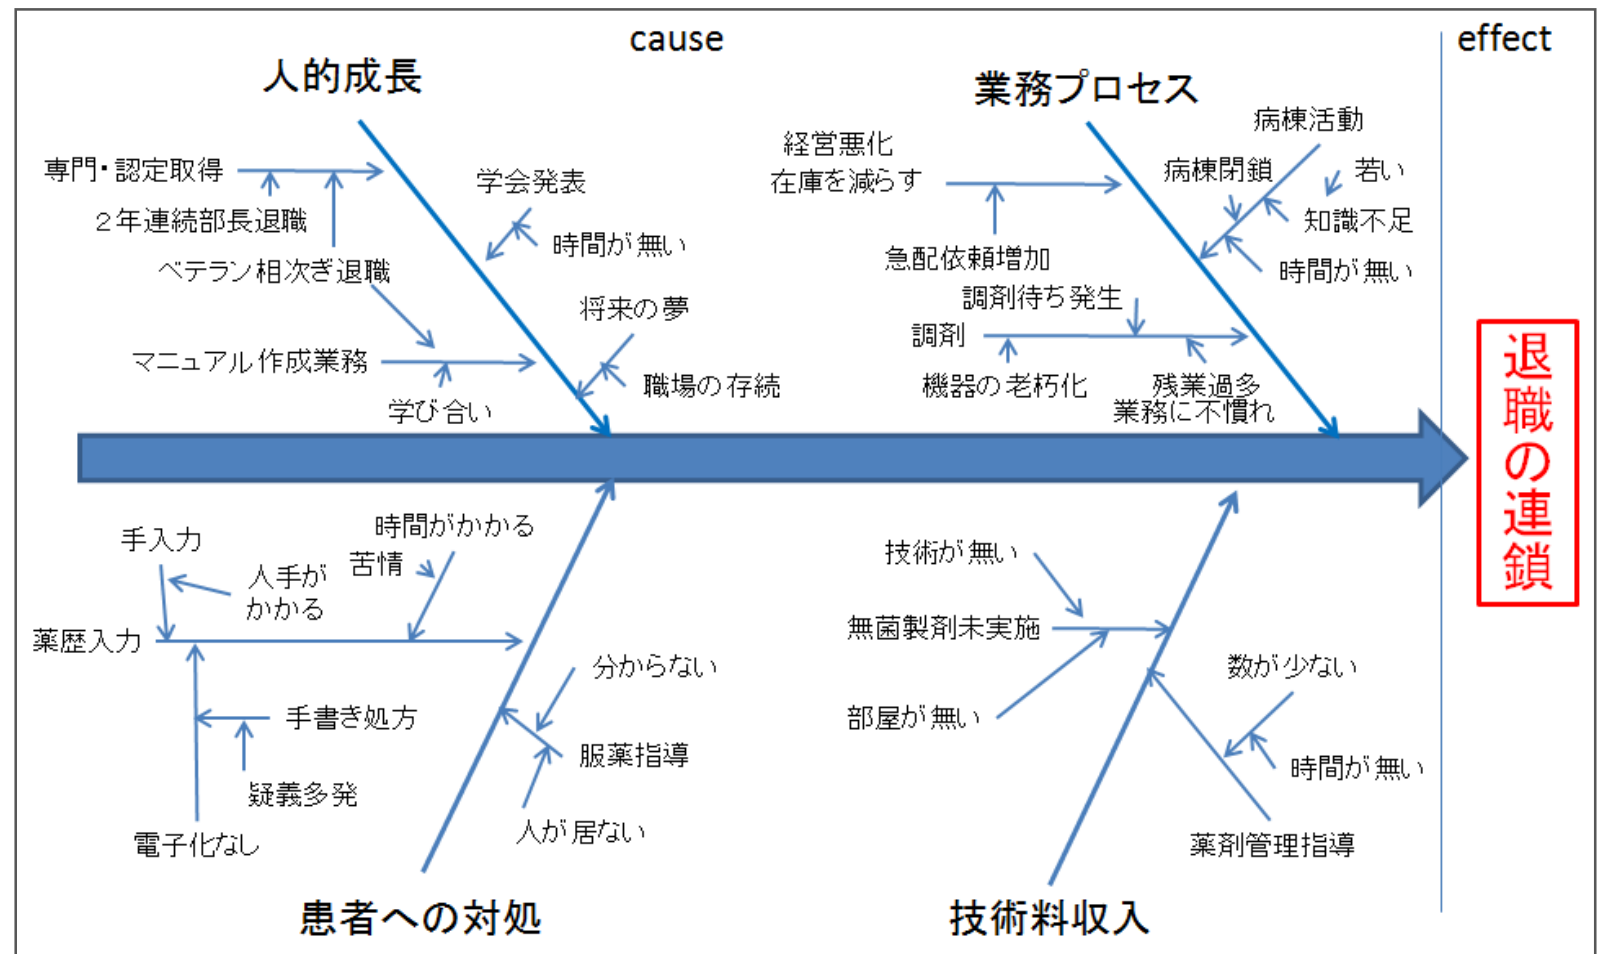 cause
effect
人的成長
専門・認定取得
２年連続部長退職
ベテラン相次ぎ退職
マニュアル作成業務
学び合い
学会発表
時間が無い
将来の夢
職場の存続
業務プロセス
経営悪化
在庫を減らす
急配依頼増加
調剤待ち発生
調剤
機器の老朽化
残業過多
業務に不慣れ
病棟活動
病棟閉鎖
若い
知識不足
時間が無い
退職の連鎖
手入力
人手が
かかる
時間がかかる
苦情
薬歴入力
手書き処方
疑義多発
電子化なし
分からない
服薬指導
人が居ない
患者への対処
技術が無い
無菌製剤未実施
部屋が無い
数が少ない
時間が無い
薬剤管理指導
技術料収入